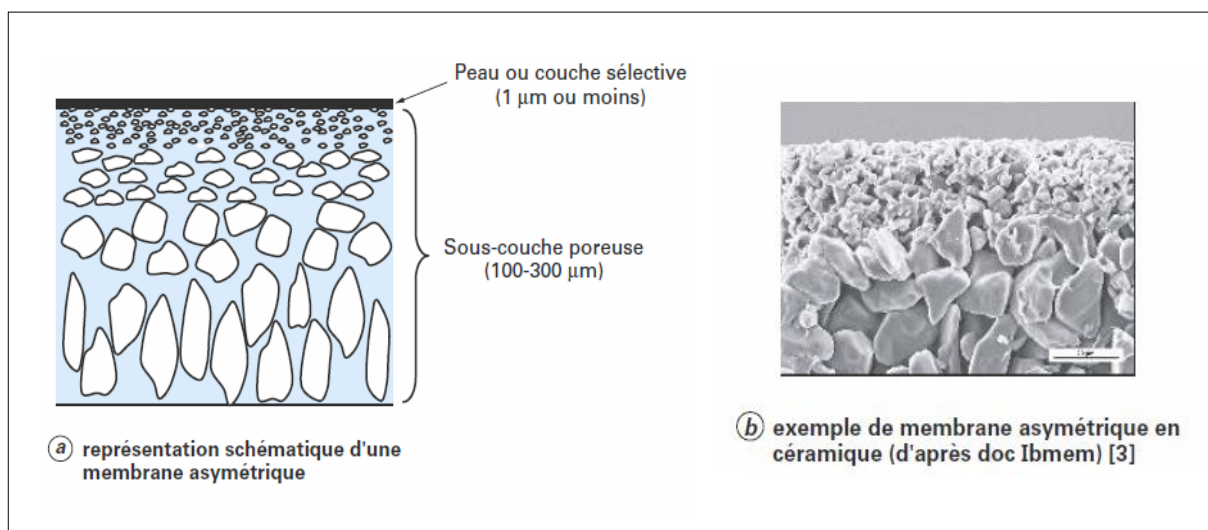 Peau ou couche sélective
(1 µm ou moins)
Sous-couche poreuse
(100-300 µm)
a représentation schématique d'une
membrane asymétrique
b exemple de membrane asymétrique en
céramique (d'après doc Ibmem) [3]